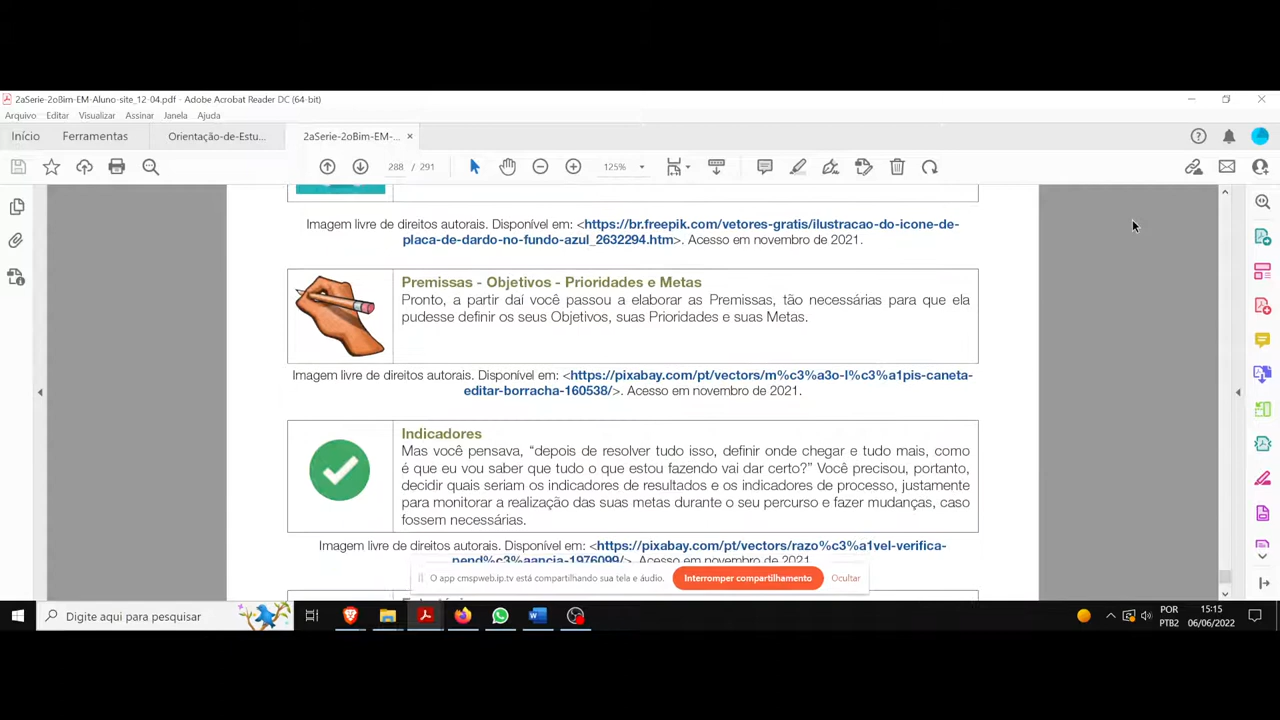 2aSerie-2oBim-EM-Aluno-site_12-04.pdf - Adobe Acrobat Reader DC (64-bit)
Arquivo Editar Visualizar Assinar Janela Ajuda
Início Ferramentas Orientação-de-Estu... 2aSerie-2oBim-EM-... ×
288 / 291 125%
Imagem livre de direitos autorais. Disponível em: <https://br.freepik.com/vetores-gratis/ilustracao-do-icone-de-
placa-de-dardo-no-fundo-azul_2632294.htm>. Acesso em novembro de 2021.
Premissas - Objetivos - Prioridades e Metas
Pronto, a partir daí você passou a elaborar as Premissas, tão necessárias para que ela
pudesse definir os seus Objetivos, suas Prioridades e suas Metas.
Imagem livre de direitos autorais. Disponível em: <https://pixabay.com/pt/vectors/m%c3%a3o-l%c3%a1pis-caneta-
editar-borracha-160538/>. Acesso em novembro de 2021.
Indicadores
Mas você pensava, “depois de resolver tudo isso, definir onde chegar e tudo mais, como
é que eu vou saber que tudo o que estou fazendo vai dar certo?” Você precisou, portanto,
decidir quais seriam os indicadores de resultados e os indicadores de processo, justamente
para monitorar a realização das suas metas durante o seu percurso e fazer mudanças, caso
fossem necessárias.
Imagem livre de direitos autorais. Disponível em: <https://pixabay.com/pt/vectors/razo%c3%a1vel-verifica-
pend%c3%aancia-1976099/>. Acesso em novembro de 2021
O app cmspweb.ip.tv está compartilhando sua tela e áudio. Interromper compartilhamento Ocultar
Digite aqui para pesquisar
POR
PTB2
15:15
06/06/2022